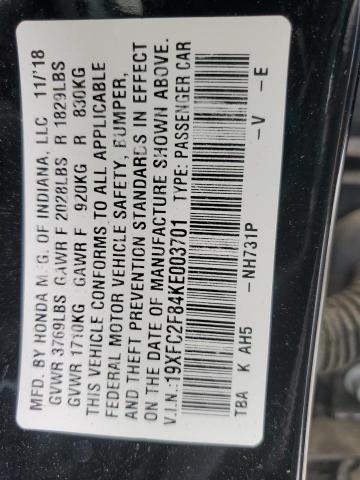 MFD. BY HONDA MFG. OF INDIANA, LLC 11/'18
GVWR 3769LBS GAWR F 2028LBS R 1829LBS
GVWR 1710KG GAWR F 920KG R 830KG
THIS VEHICLE CONFORMS TO ALL APPLICABLE
FEDERAL MOTOR VEHICLE SAFETY, BUMPER,
AND THEFT PREVENTION STANDARDS IN EFFECT
ON THE DATE OF MANUFACTURE SHOWN ABOVE.
V.I.N.:19XFC2F84KE003701 TYPE: PASSENGER CAR
TBA K AH5 -NH731P -V -E